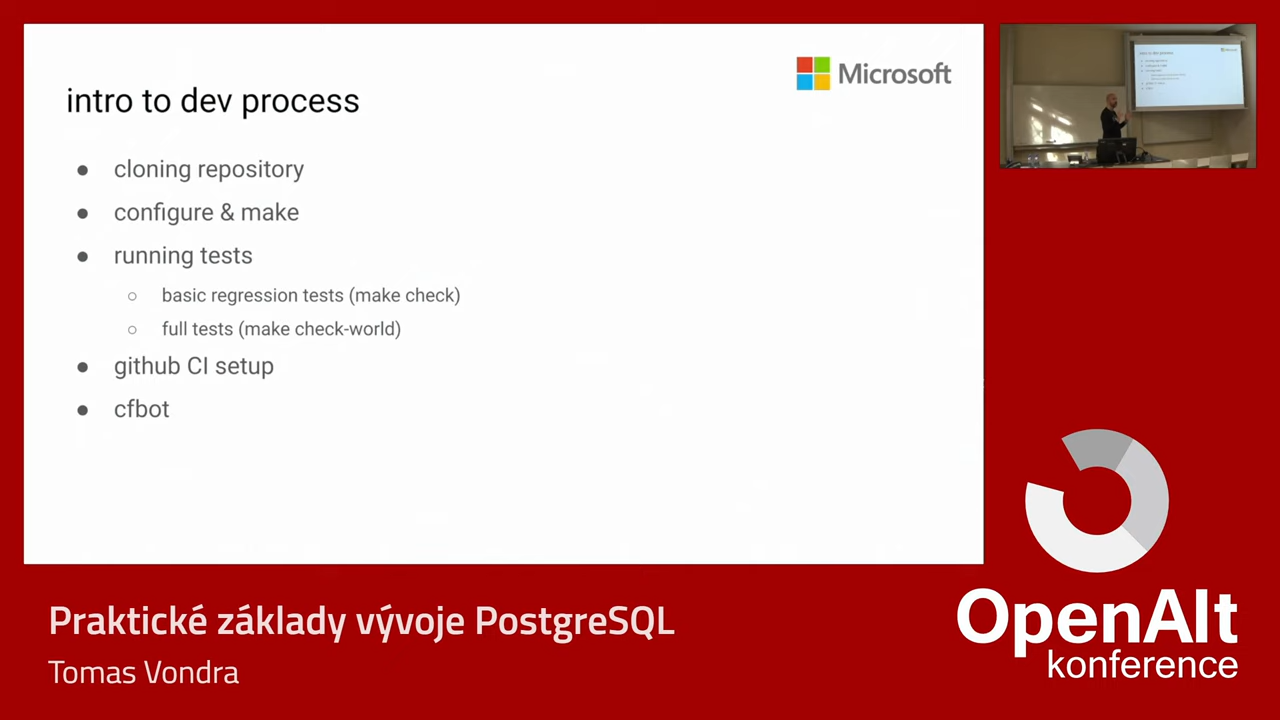 Microsoft
intro to dev process
cloning repository
configure & make
running tests
basic regression tests (make check)
full tests (make check-world)
github CI setup
cfbot
Praktické základy vývoje PostgreSQL
Tomas Vondra
OpenAlt
konference